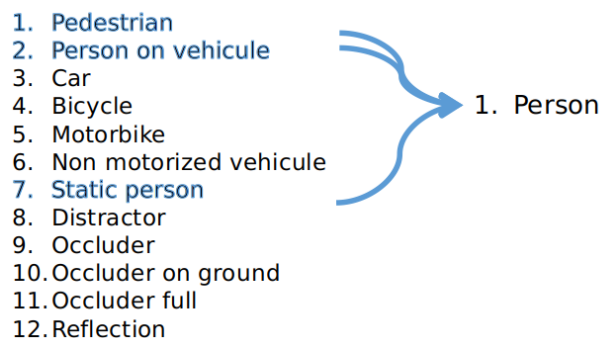 1. Pedestrian
2. Person on vehicule
3. Car
4. Bicycle
5. Motorbike
6. Non motorized vehicule
7. Static person
8. Distractor
9. Occluder
10. Occluder on ground
11. Occluder full
12. Reflection
1. Person